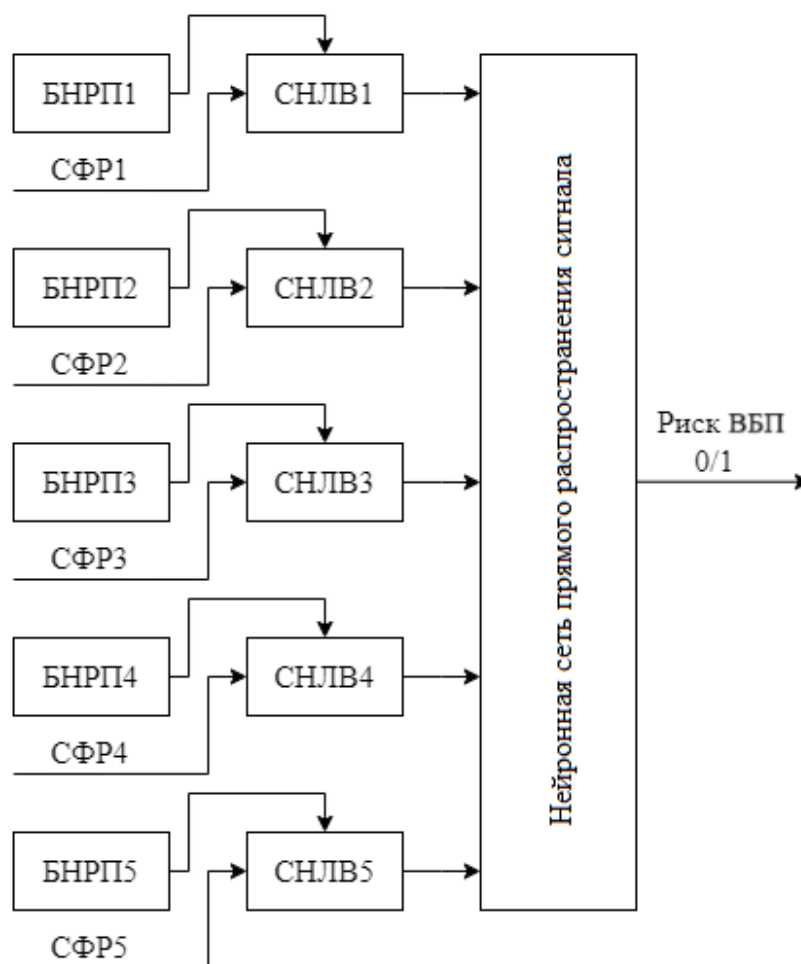 БНРП1
СНЛВ1
СФР1
БНРП2
СНЛВ2
СФР2
БНРП3
СНЛВ3
СФР3
БНРП4
СНЛВ4
СФР4
БНРП5
СНЛВ5
СФР5
Нейронная сеть прямого распространения сигнала
Риск ВБП
0/1